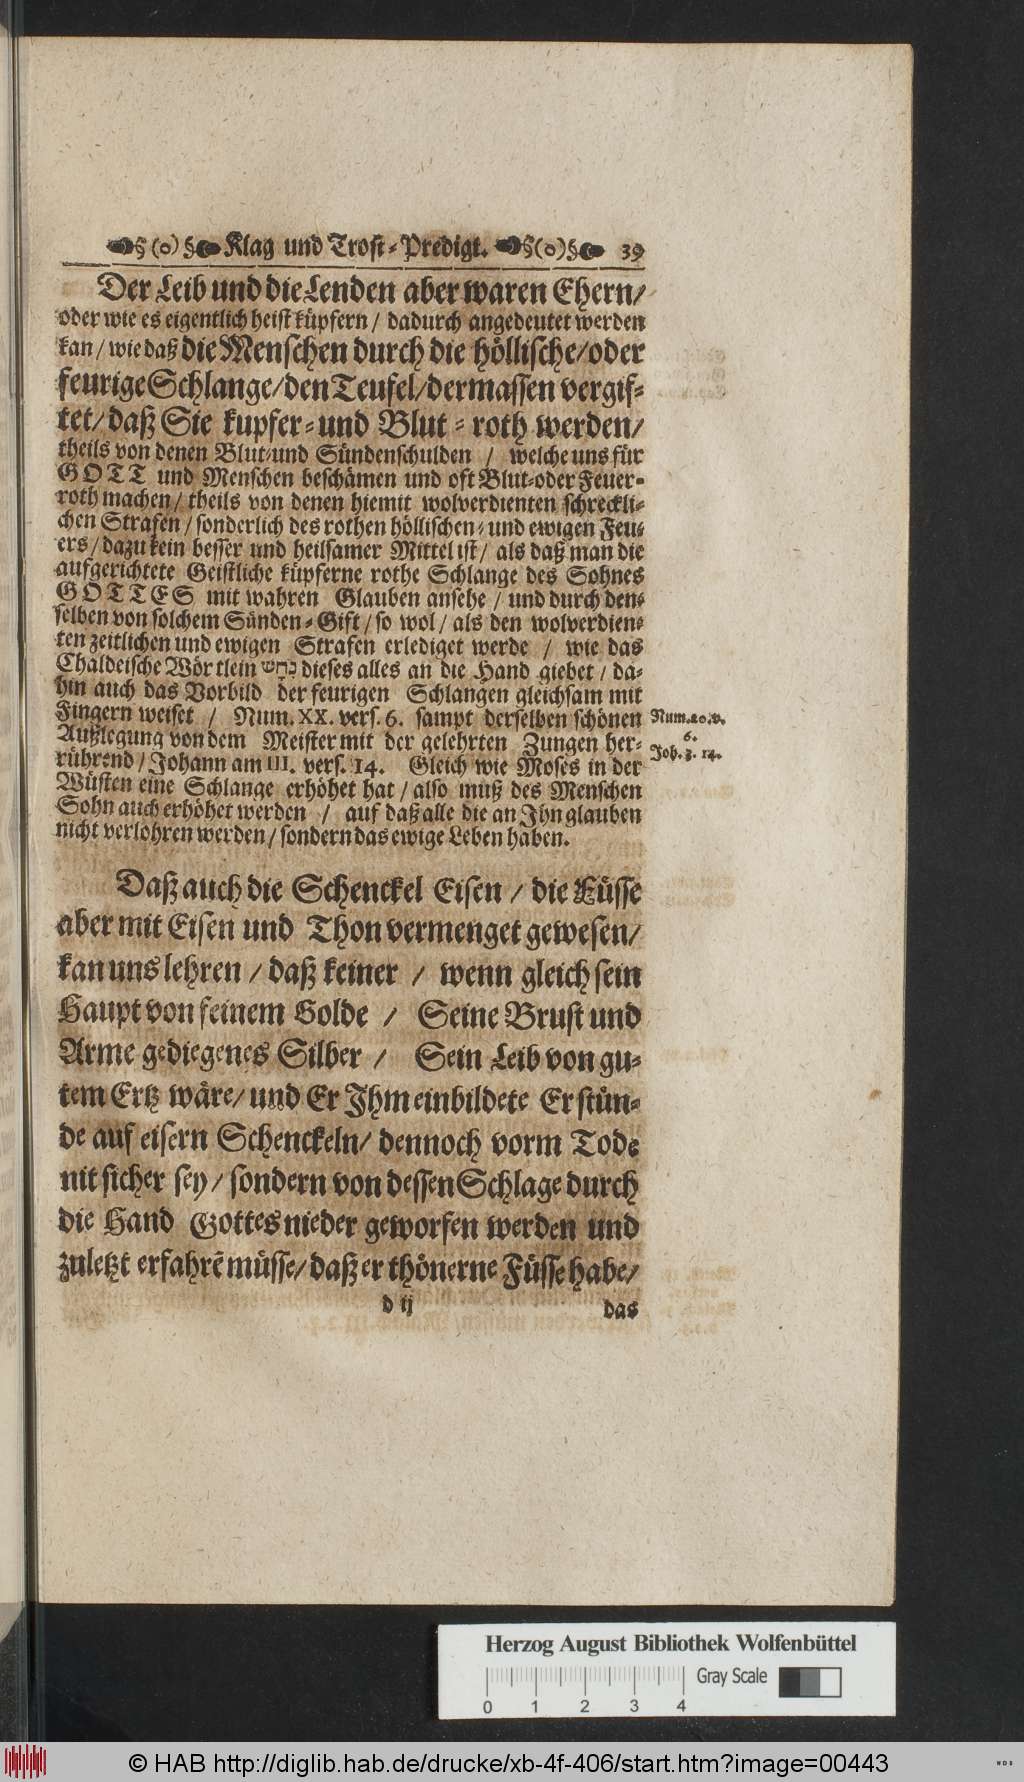 §(o)§ Klag und Trost-Predigt. §(o)§ 39
Der Leib und die Lenden aber waren Ehern/
oder wie es eigentlich heist küpfern / dadurch angedeutet werden
kan / wie daß die Menschen durch die höllische/oder
feurige Schlange/den Teufel/dermassen vergif-
tet/daß Sie kupfer-und Blut-roth werden/
theils von denen Blut-und Sündenschulden / welche uns für
GOTT und Menschen beschämen und oft Blut-oder Feuer-
roth machen / theils von denen hiemit wolverdienten schreckli-
chen Strafen / sonderlich des rothen höllischen-und ewigen Feu-
ers / dazu kein besser und heilsamer Mittel ist / als daß man die
aufgerichtete Geistliche küpferne rothe Schlange des Sohnes
GOTTES mit wahren Glauben ansehe / und durch den-
selben von solchem Sünden-Gift / so wol / als den wolverdien-
ten zeitlichen und ewigen Strafen erlediget werde / wie das
Chaldeische Wörtlein נחש dieses alles an die Hand giebet / da-
hin auch das Vorbild der feurigen Schlangen gleichsam mit
Fingern weiset / Num. XX. vers. 6. sampt derselben schönen
Num. 20. v.
6.
Außlegung von dem Meister mit der gelehrten Zungen her-
rührend / Johann am III. vers. 14. Gleich wie Moses in der
Joh. 3. 14.
Wüsten eine Schlange erhöhet hat / also muß des Menschen
Sohn auch erhöhet werden / auf daß alle die an Ihn glauben
nicht verlohren werden / sondern das ewige Leben haben.
Daß auch die Schenckel Eisen / die Füsse
aber mit Eisen und Thon vermenget gewesen/
kan uns lehren / daß keiner / wenn gleich sein
Haupt von feinem Golde / Seine Brust und
Arme gediegenes Silber / Sein Leib von gu-
tem Ertz wäre/ und Er Ihm einbildete Er stün-
de auf eisern Schenckeln/ dennoch vorm Tode
nit sicher sey / sondern von dessen Schlage durch
die Hand Gottes nieder geworfen werden und
zuletzt erfahrẽ müsse/ daß er thönerne Füsse habe/
d ij das
Herzog August Bibliothek Wolfenbüttel
Gray Scale
0 1 2 3 4
© HAB http://diglib.hab.de/drucke/xb-4f-406/start.htm?image=00443